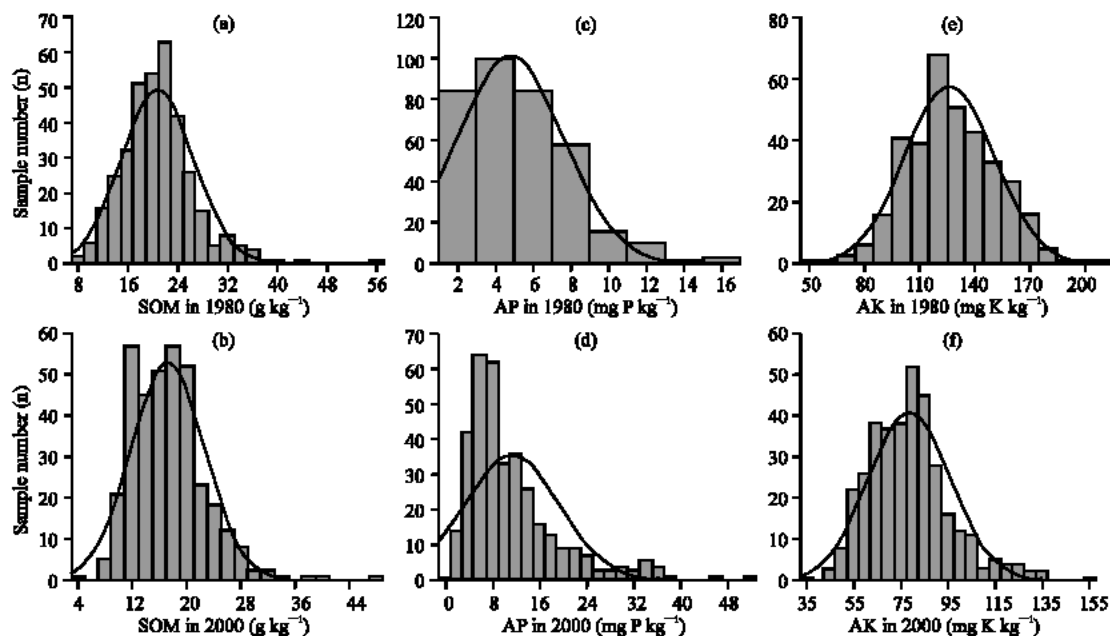 (a)
(c)
(e)
Sample number (n)
70
60
50
40
30
20
10
0
120
100
80
60
40
20
0
80
60
40
20
0
8 16 24 32 40 48 56
2 4 6 8 10 12 14 16
50 80 110 140 170 200
SOM in 1980 (g kg⁻¹)
AP in 1980 (mg P kg⁻¹)
AK in 1980 (mg K kg⁻¹)
(b)
(d)
(f)
Sample number (n)
60
50
40
30
20
10
0
70
60
50
40
30
20
10
0
60
50
40
30
20
10
0
4 12 20 28 36 44
0 8 16 24 32 40 48
35 55 75 95 115 135 155
SOM in 2000 (g kg⁻¹)
AP in 2000 (mg P kg⁻¹)
AK in 2000 (mg K kg⁻¹)